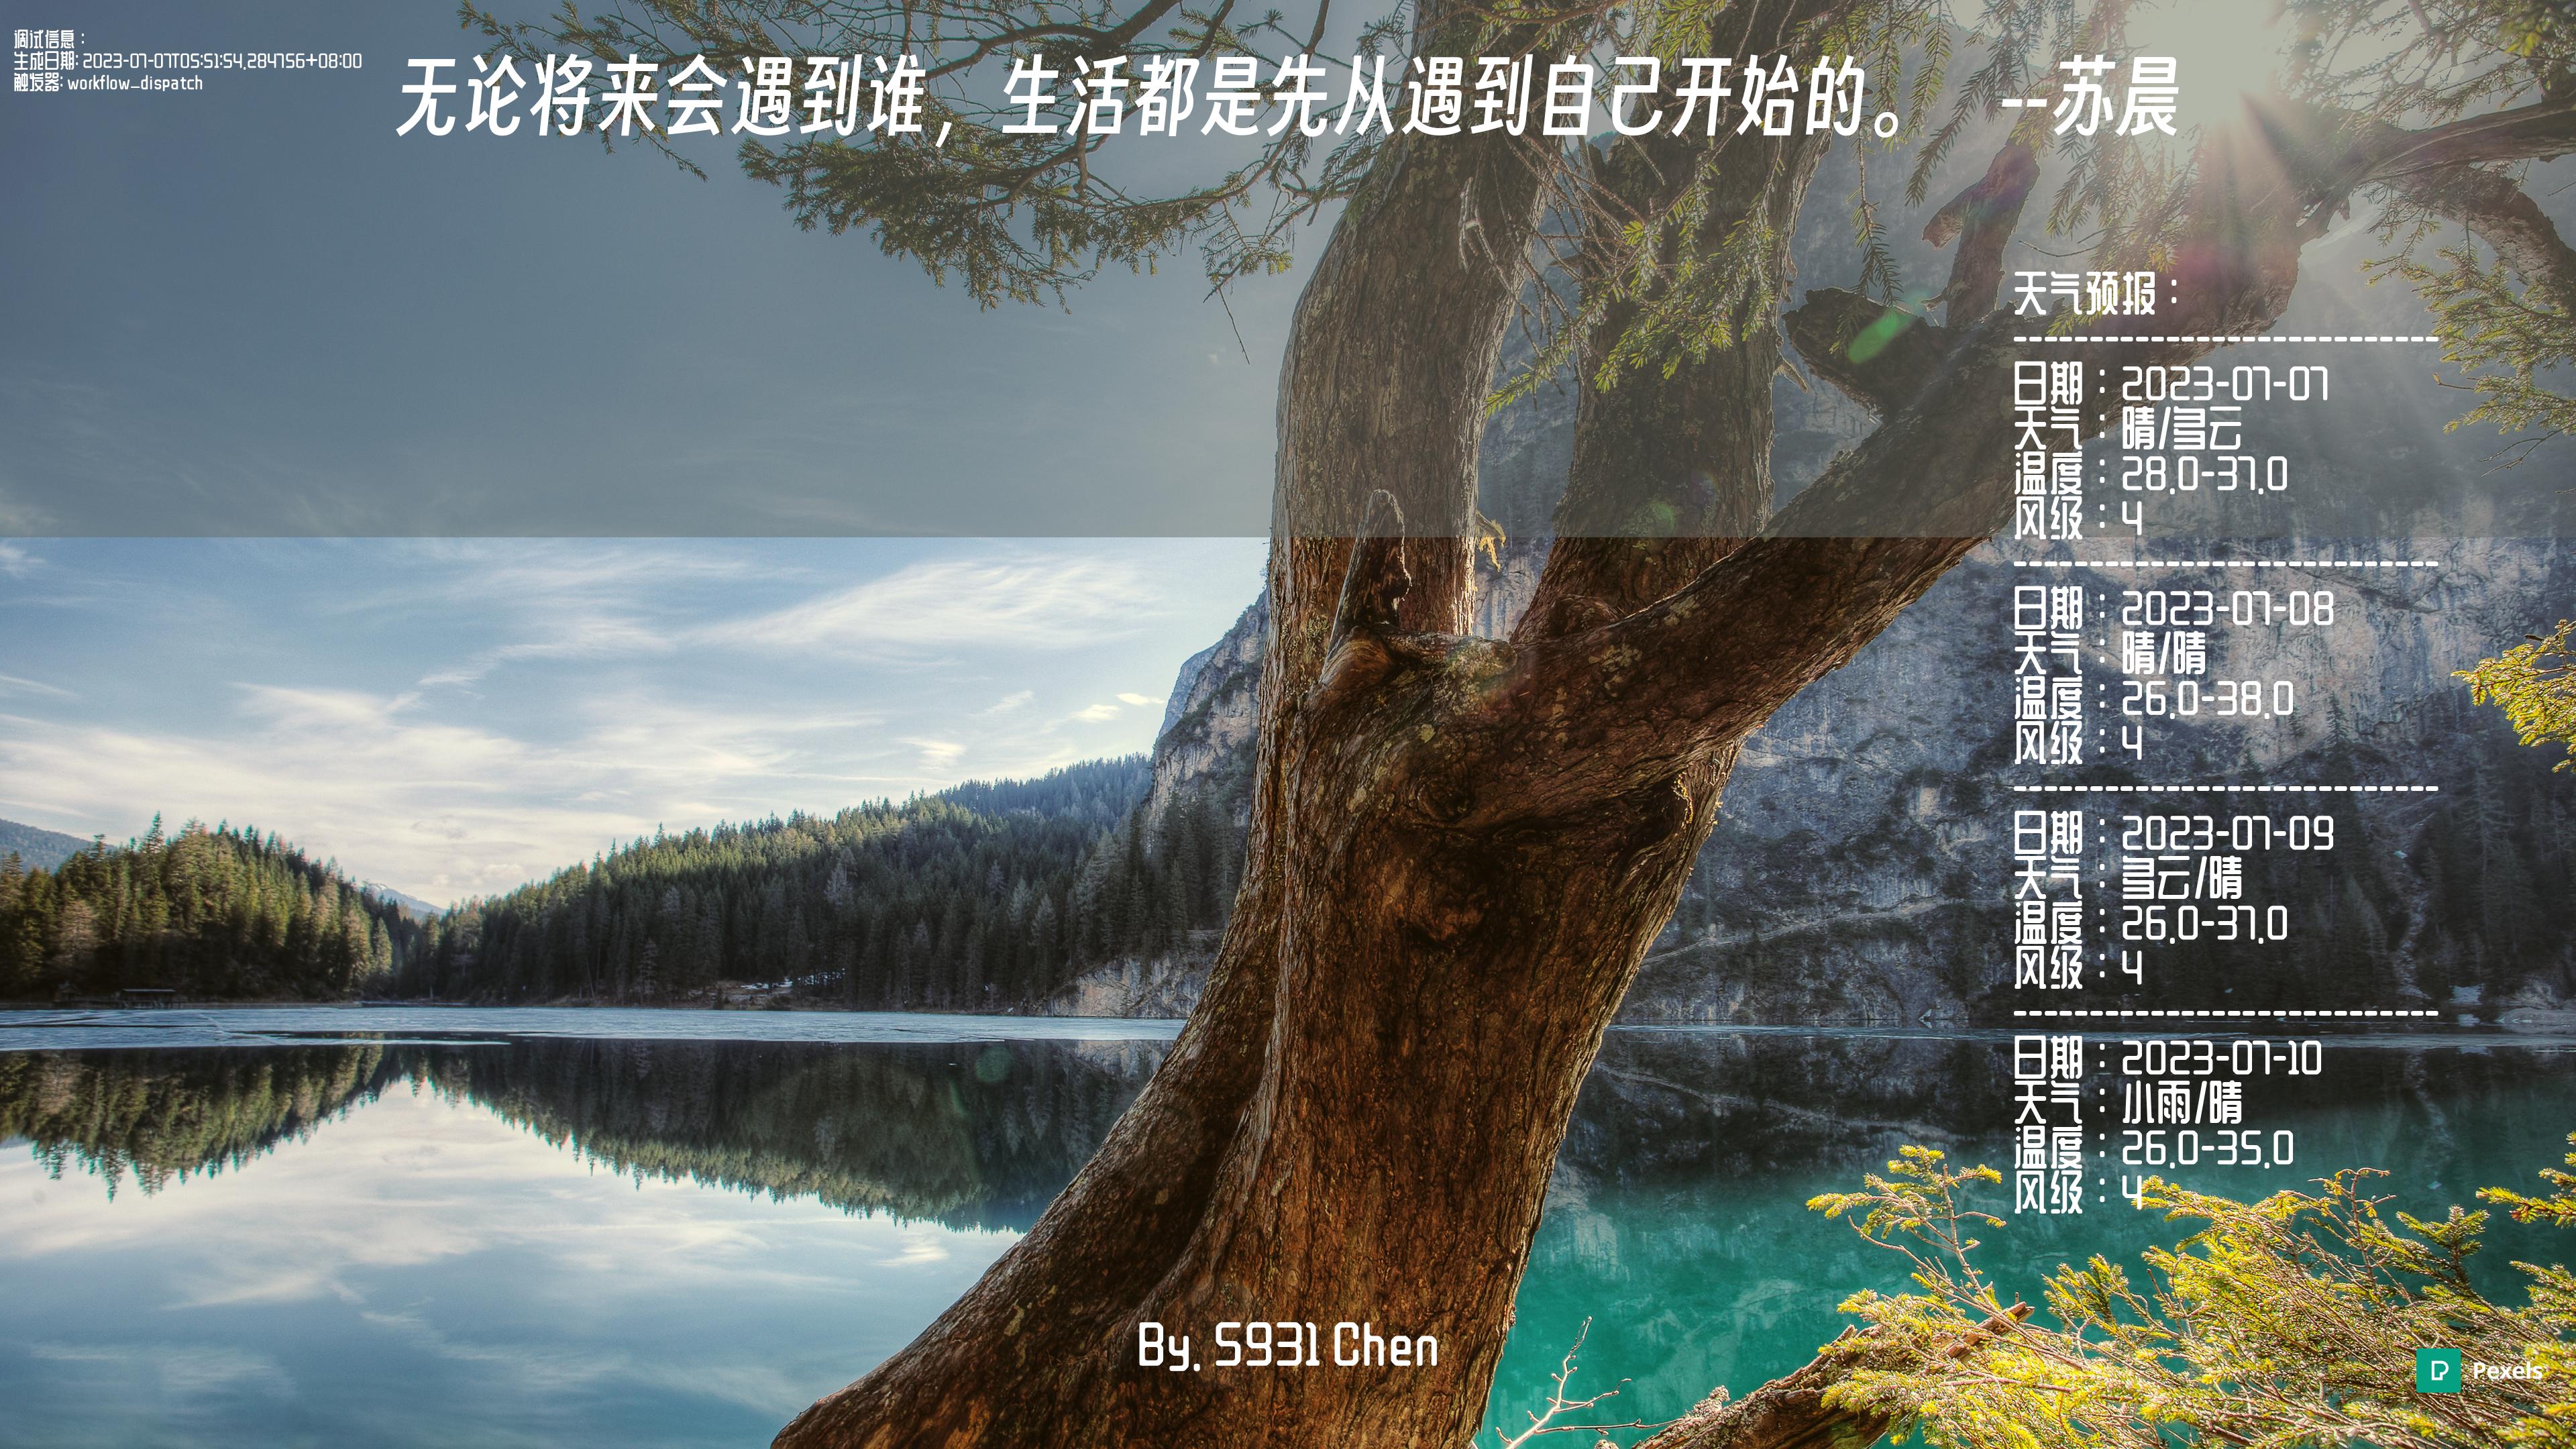 调试信息：
生成日期: 2023-07-07T05:51:54.284756+08:00
触发器: workflow_dispatch
无论将来会遇到谁，生活都是先从遇到自己开始的。 --苏晨
天气预报：
----------------------------
日期：2023-07-07
天气：晴/多云
温度：28.0-37.0
风级：4
----------------------------
日期：2023-07-08
天气：晴/晴
温度：26.0-38.0
风级：4
----------------------------
日期：2023-07-09
天气：多云/晴
温度：26.0-37.0
风级：4
----------------------------
日期：2023-07-10
天气：小雨/晴
温度：26.0-35.0
风级：4
By. S931 Chen
Pexels